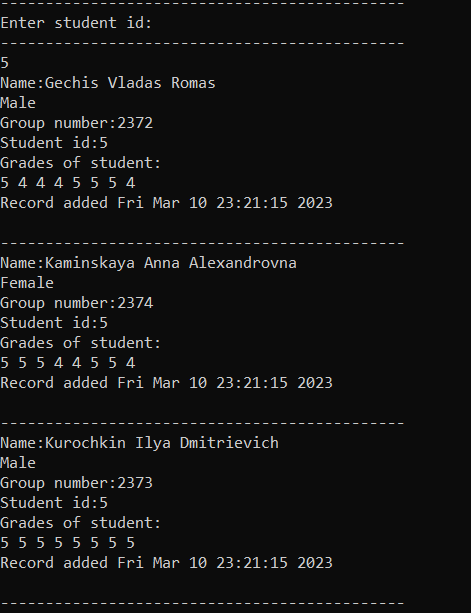 ---------------------------------------------
Enter student id:
---------------------------------------------
5
Name:Gechis Vladas Romas
Male
Group number:2372
Student id:5
Grades of student:
5 4 4 4 5 5 5 4
Record added Fri Mar 10 23:21:15 2023
---------------------------------------------
Name:Kaminskaya Anna Alexandrovna
Female
Group number:2374
Student id:5
Grades of student:
5 5 5 4 4 5 5 4
Record added Fri Mar 10 23:21:15 2023
---------------------------------------------
Name:Kurochkin Ilya Dmitrievich
Male
Group number:2373
Student id:5
Grades of student:
5 5 5 5 5 5 5 5
Record added Fri Mar 10 23:21:15 2023
---------------------------------------------